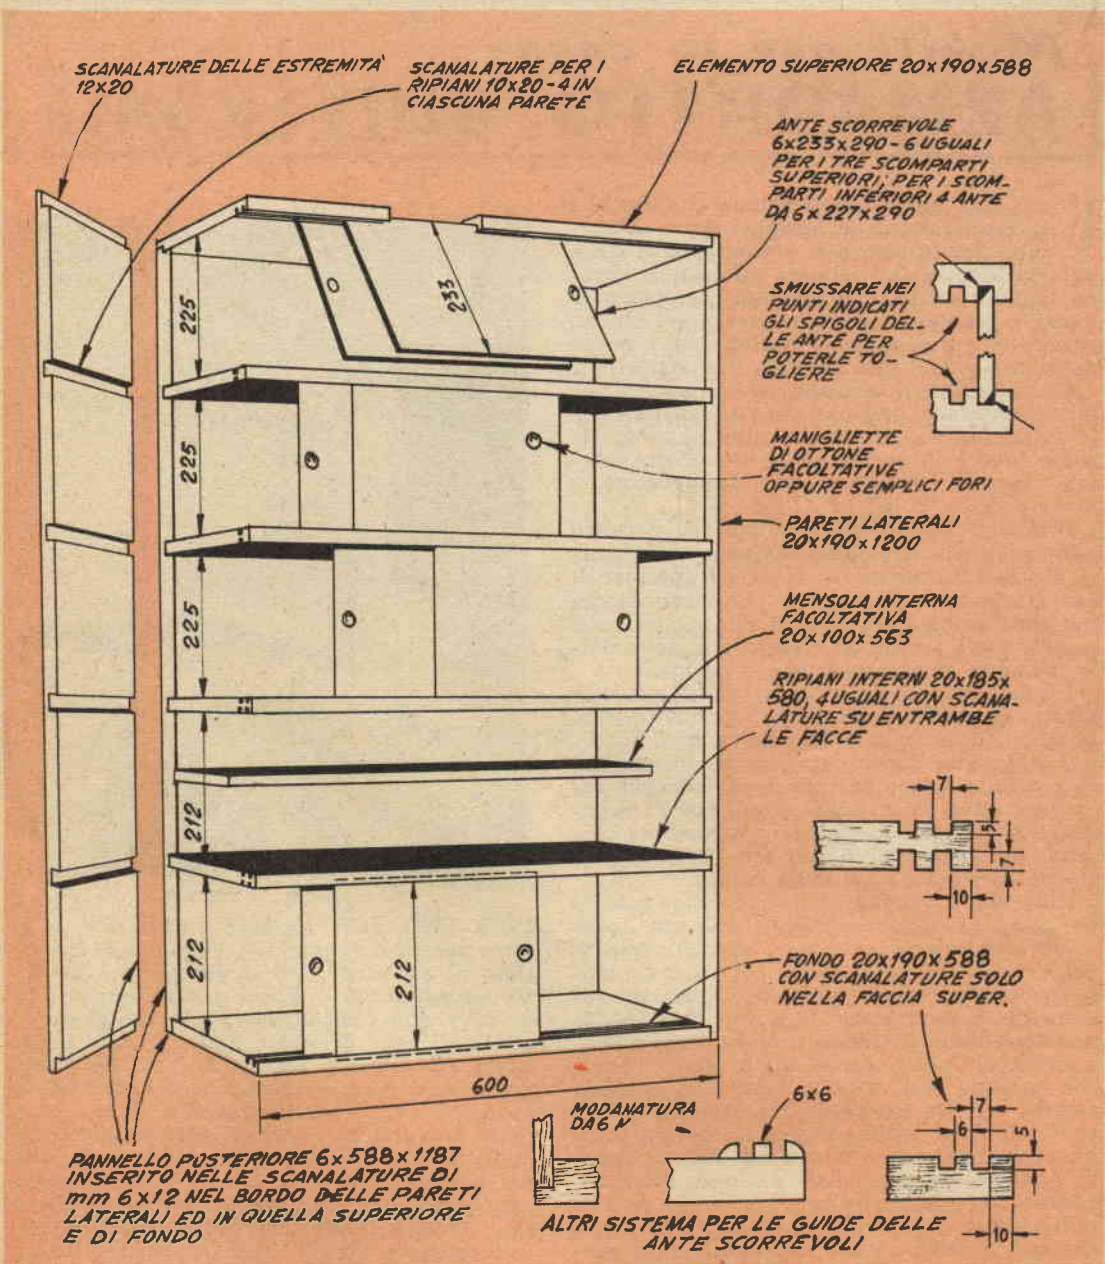 SCANALATURE DELLE ESTREMITÀ
12x20
SCANALATURE PER I
RIPIANI 10x20-4 IN
CIASCUNA PARETE
ELEMENTO SUPERIORE 20x190x588
ANTE SCORREVOLE
6x233x290-6 UGUALI
PER I TRE SCOMPARTI
SUPERIORI; PER I SCOM-
PARTI INFERIORI 4 ANTE
DA 6x227x290
SMUSSARE NEI
PUNTI INDICATI
GLI SPIGOLI DEL-
LE ANTE PER
POTERLE TO-
GLIERE
MANIGLIETTE
DI OTTONE
FACOLTATIVE
OPPURE SEMPLICI FORI
PARETI LATERALI
20x190x1200
MENSOLA INTERNA
FACOLTATIVA
20x100x563
RIPIANI INTERNI 20x185x
580, 4 UGUALI CON SCANA-
LATURE SU ENTRAMBE
LE FACCE
225
233
225
225
212
212
212
600
7
5
7
10
FONDO 20x190x588
CON SCANALATURE SOLO
NELLA FACCIA SUPER.
7
6
5
10
MODANATURA
DA 6
6x6
ALTRI SISTEMA PER LE GUIDE DELLE
ANTE SCORREVOLI
PANNELLO POSTERIORE 6x588x1187
INSERITO NELLE SCANALATURE DI
mm 6x12 NEL BORDO DELLE PARETI
LATERALI ED IN QUELLA SUPERIORE
E DI FONDO